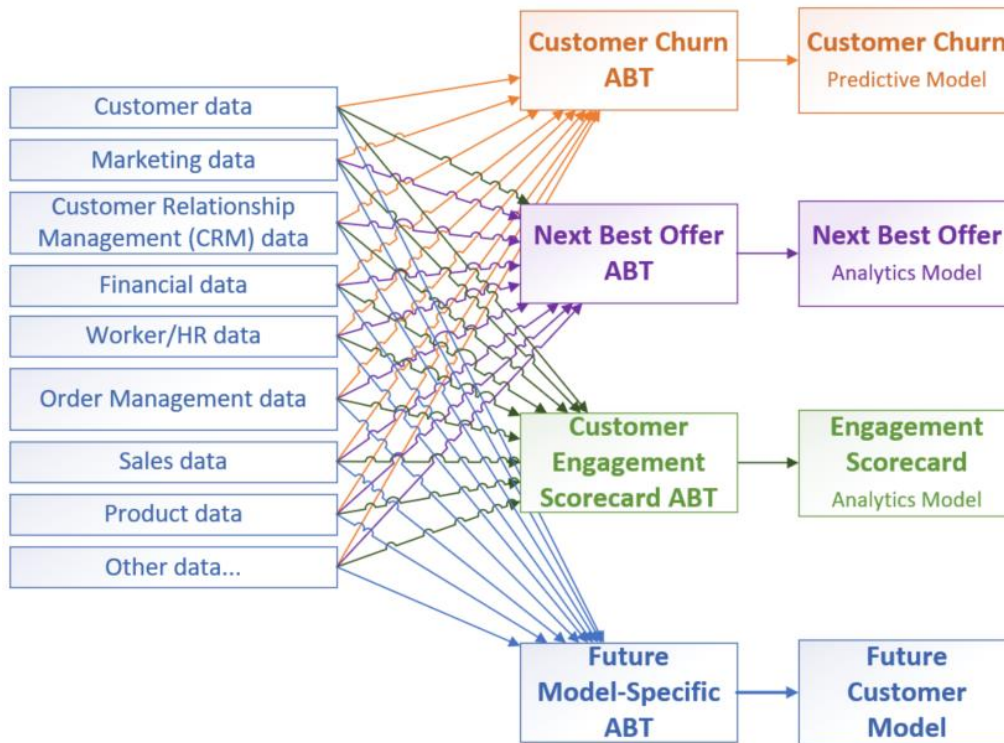 Customer data
Marketing data
Customer Relationship
Management (CRM) data
Financial data
Worker/HR data
Order Management data
Sales data
Product data
Other data...
Customer Churn
ABT
Customer Churn
Predictive Model
Next Best Offer
ABT
Next Best Offer
Analytics Model
Customer
Engagement
Scorecard ABT
Engagement
Scorecard
Analytics Model
Future
Model-Specific
ABT
Future
Customer
Model